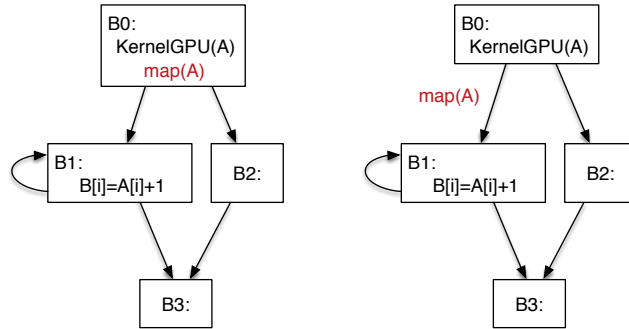 B0:
KernelGPU(A)
map(A)
B1:
B[i]=A[i]+1
B2:
B3:
B0:
KernelGPU(A)
map(A)
B1:
B[i]=A[i]+1
B2:
B3: